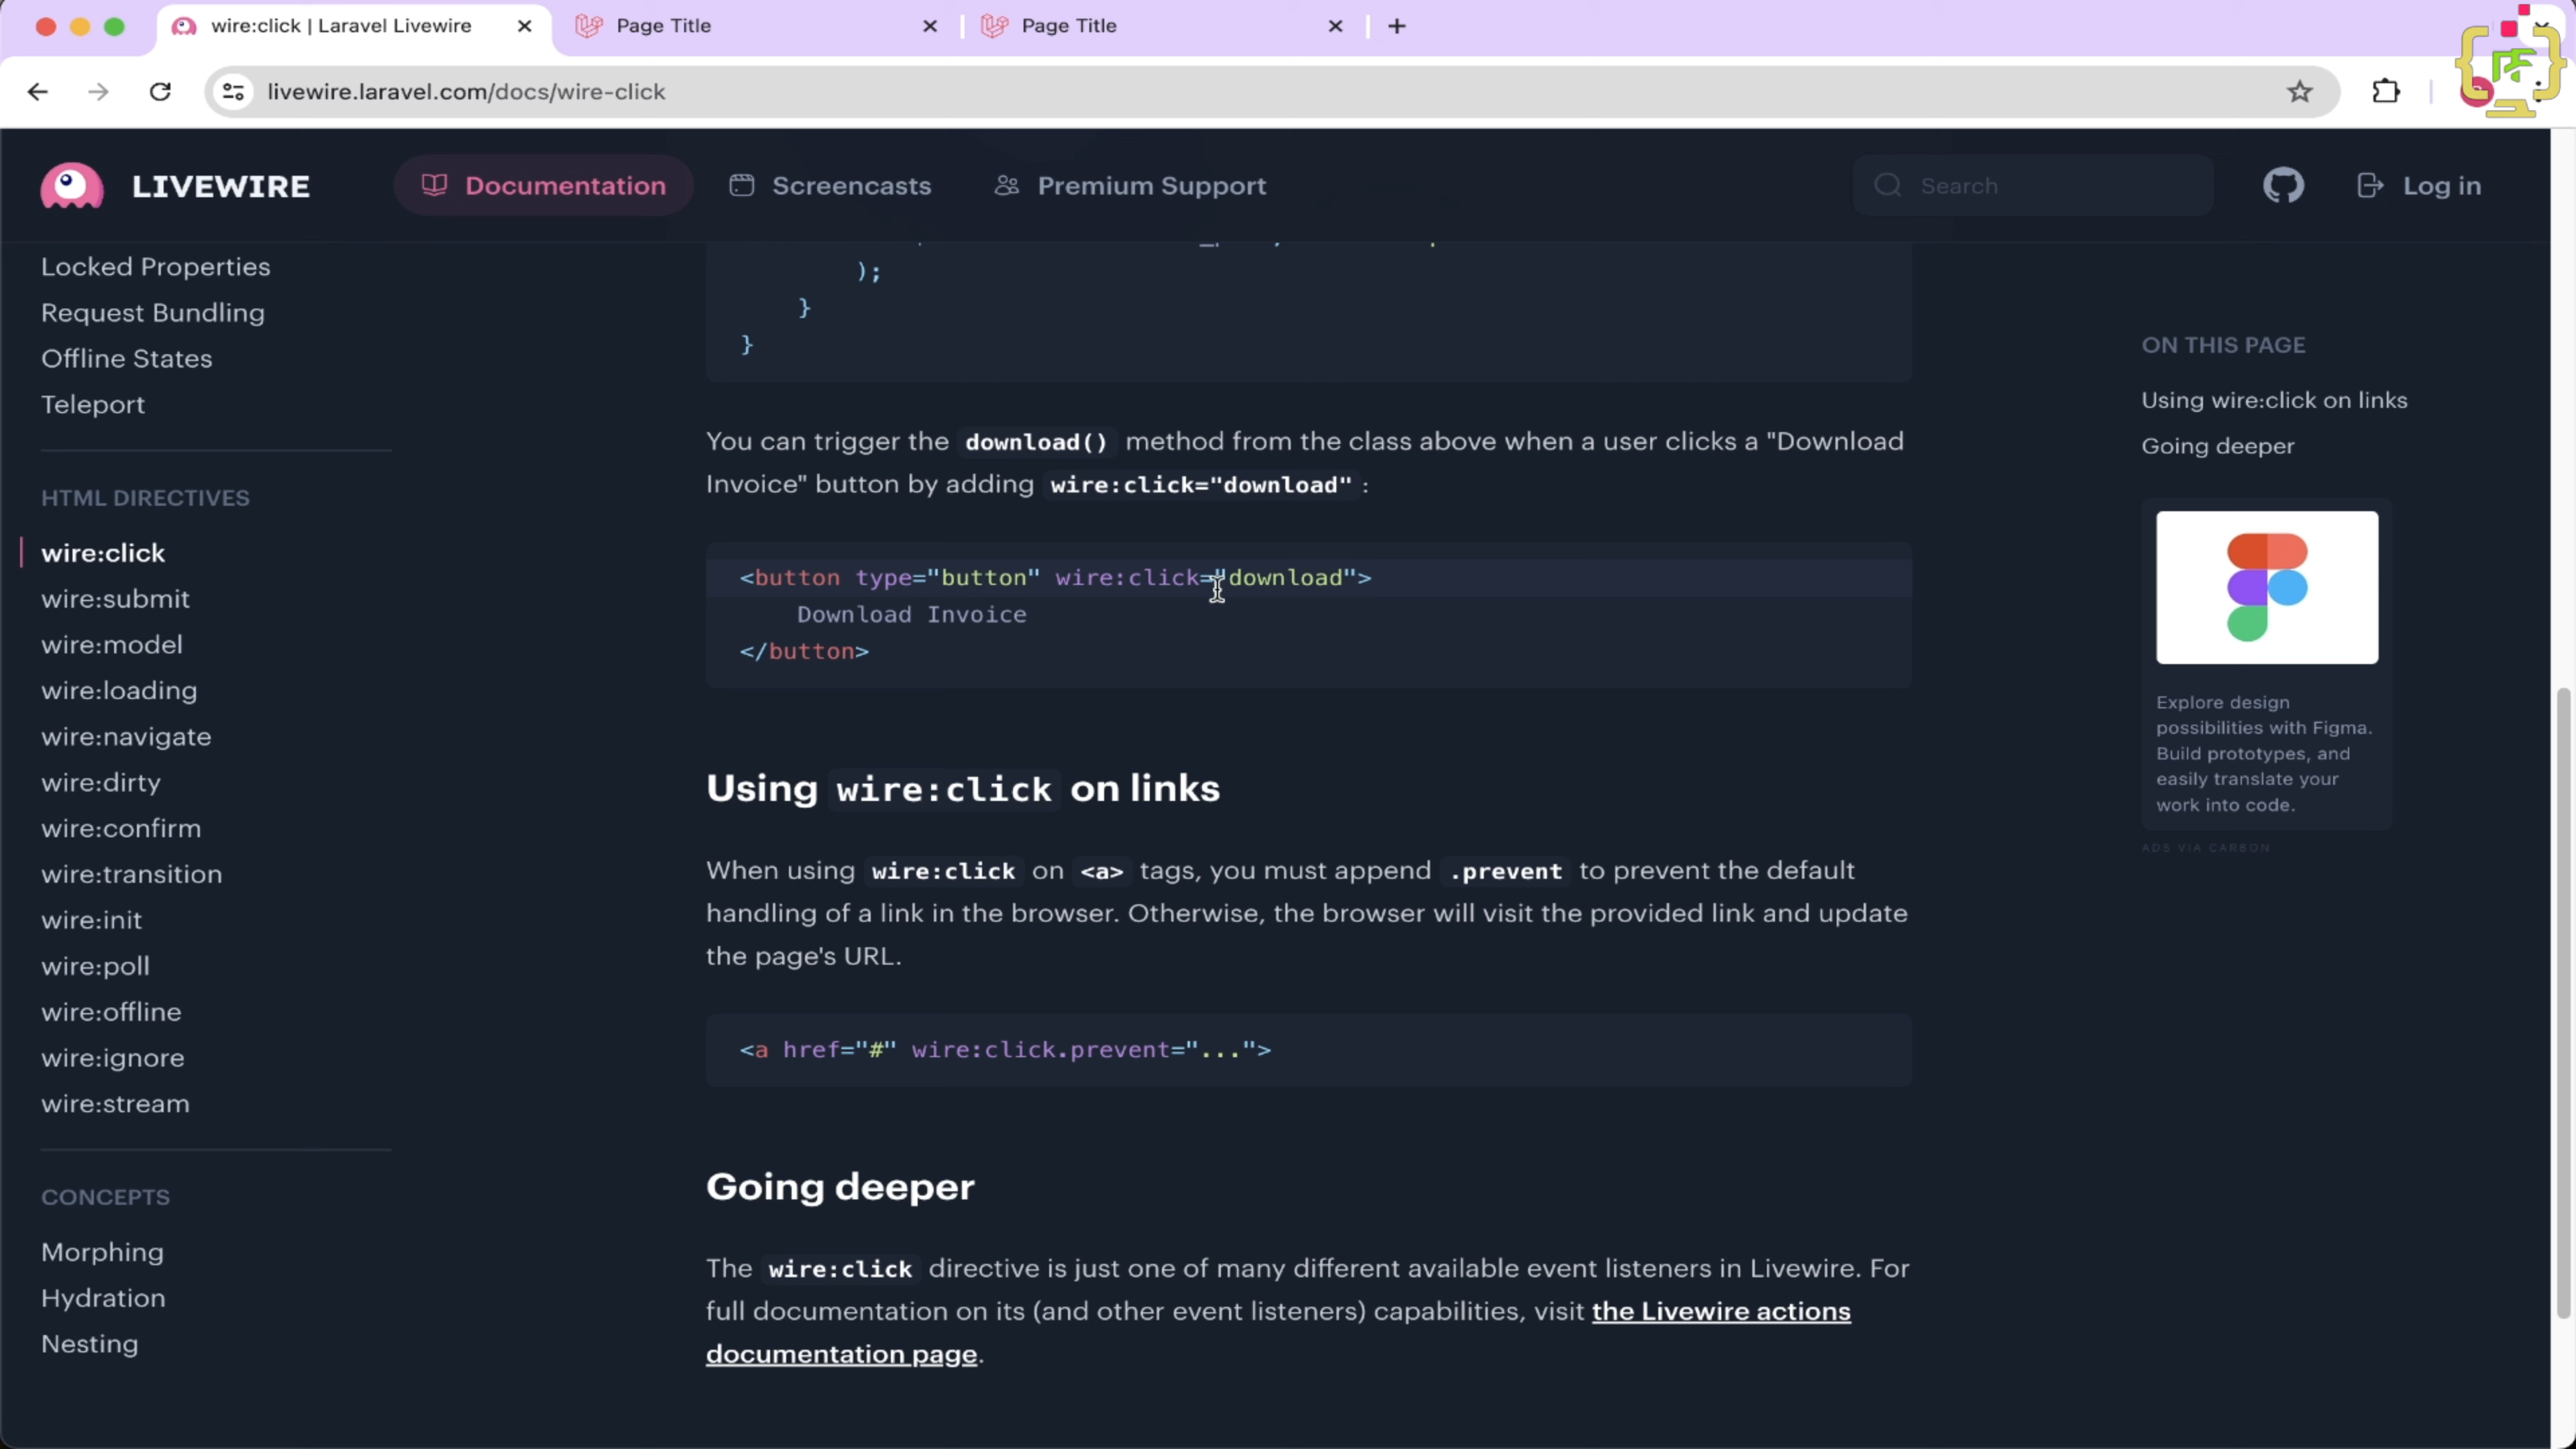 wire:click | Laravel Livewire
Page Title
Page Title
livewire.laravel.com/docs/wire-click
LIVEWIRE
Documentation
Screencasts
Premium Support
Search
Log in
Locked Properties
Request Bundling
Offline States
Teleport
HTML DIRECTIVES
wire:click
wire:submit
wire:model
wire:loading
wire:navigate
wire:dirty
wire:confirm
wire:transition
wire:init
wire:poll
wire:offline
wire:ignore
wire:stream
CONCEPTS
Morphing
Hydration
Nesting
);
}
}
You can trigger the download() method from the class above when a user clicks a "Download
Invoice" button by adding wire:click="download" :
<button type="button" wire:click="download">
Download Invoice
</button>
Using wire:click on links
When using wire:click on <a> tags, you must append .prevent to prevent the default
handling of a link in the browser. Otherwise, the browser will visit the provided link and update
the page's URL.
<a href="#" wire:click.prevent="...">
Going deeper
The wire:click directive is just one of many different available event listeners in Livewire. For
full documentation on its (and other event listeners) capabilities, visit the Livewire actions
documentation page.
ON THIS PAGE
Using wire:click on links
Going deeper
Explore design
possibilities with Figma.
Build prototypes, and
easily translate your
work into code.
ADS VIA CARBON